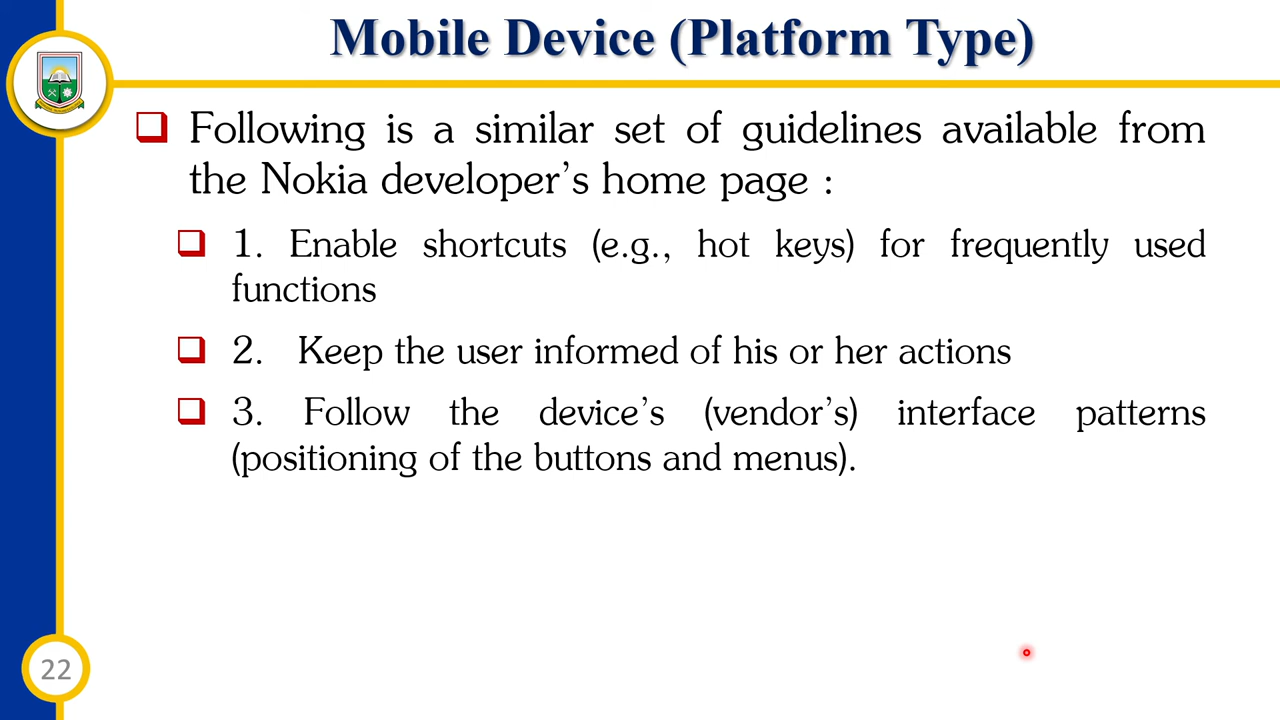 Mobile Device (Platform Type)
Following is a similar set of guidelines available from
the Nokia developer’s home page :
1. Enable shortcuts (e.g., hot keys) for frequently used
functions
2. Keep the user informed of his or her actions
3. Follow the device’s (vendor’s) interface patterns
(positioning of the buttons and menus).
22